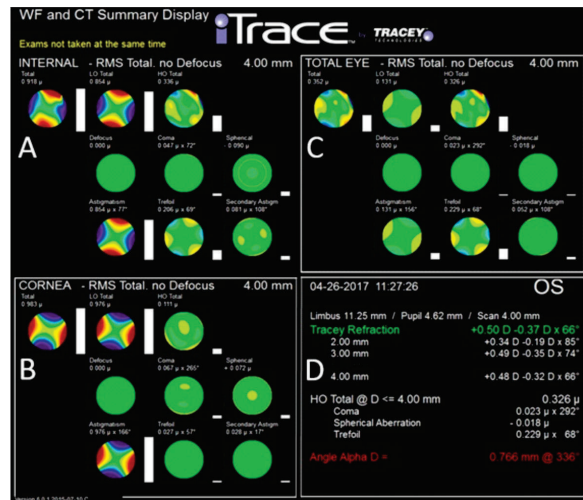 WF and CT Summary Display
Exams not taken at the same time
iTrace™ by TRACEY TECHNOLOGIES
INTERNAL - RMS Total. no Defocus 4.00 mm
Total LO Total HO Total
0.918 µ 0.854 µ 0.336 µ
Defocus Coma Spherical
0.000 µ 0.047 µ x 72° - 0.090 µ
A
Astigmatism Trefoil Secondary Astigm
0.854 µ x 77° 0.206 µ x 69° 0.081 µ x 108°
TOTAL EYE - RMS Total. no Defocus 4.00 mm
Total LO Total HO Total
0.352 µ 0.131 µ 0.326 µ
Defocus Coma Spherical
0.000 µ 0.023 µ x 292° - 0.018 µ
C
Astigmatism Trefoil Secondary Astigm
0.131 µ x 156° 0.229 µ x 68° 0.052 µ x 108°
CORNEA - RMS Total. no Defocus 4.00 mm
Total LO Total HO Total
0.983 µ 0.976 µ 0.111 µ
Defocus Coma Spherical
0.000 µ 0.067 µ x 265° + 0.072 µ
B
Astigmatism Trefoil Secondary Astigm
0.976 µ x 166° 0.027 µ x 57° 0.028 µ x 17°
04-26-2017 11:27:26 OS
Limbus 11.25 mm / Pupil 4.62 mm / Scan 4.00 mm
Tracey Refraction +0.50 D -0.37 D x 66°
2.00 mm +0.34 D -0.19 D x 85°
3.00 mm +0.49 D -0.35 D x 74°
D
4.00 mm +0.48 D -0.32 D x 66°
HO Total @ D <= 4.00 mm 0.326 µ
Coma 0.023 µ x 292°
Spherical Aberration - 0.018 µ
Trefoil 0.229 µ x 68°
Angle Alpha D = 0.766 mm @ 336°